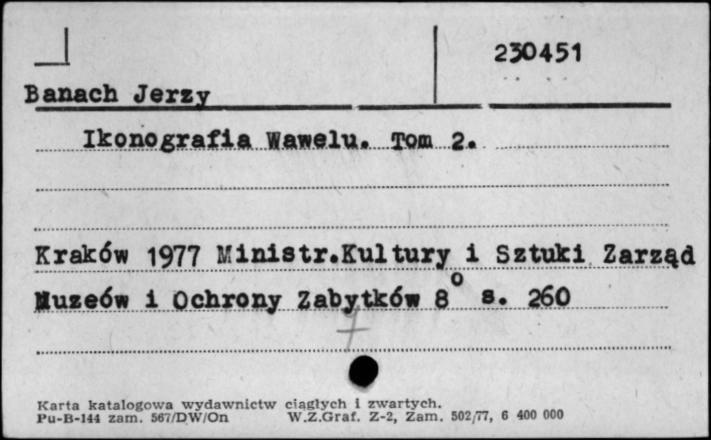 230451
Banach Jerzy
Ikonografia Wawelu. Tom 2.
Kraków 1977 Ministr.Kultury i Sztuki Zarząd
Muzeów i Ochrony Zabytków 8° s. 260
Karta katalogowa wydawnictw ciągłych i zwartych.
Pu-B-144 zam. 567/DW/On W.Z.Graf. Z-2, Zam. 502/77, 6 400 000